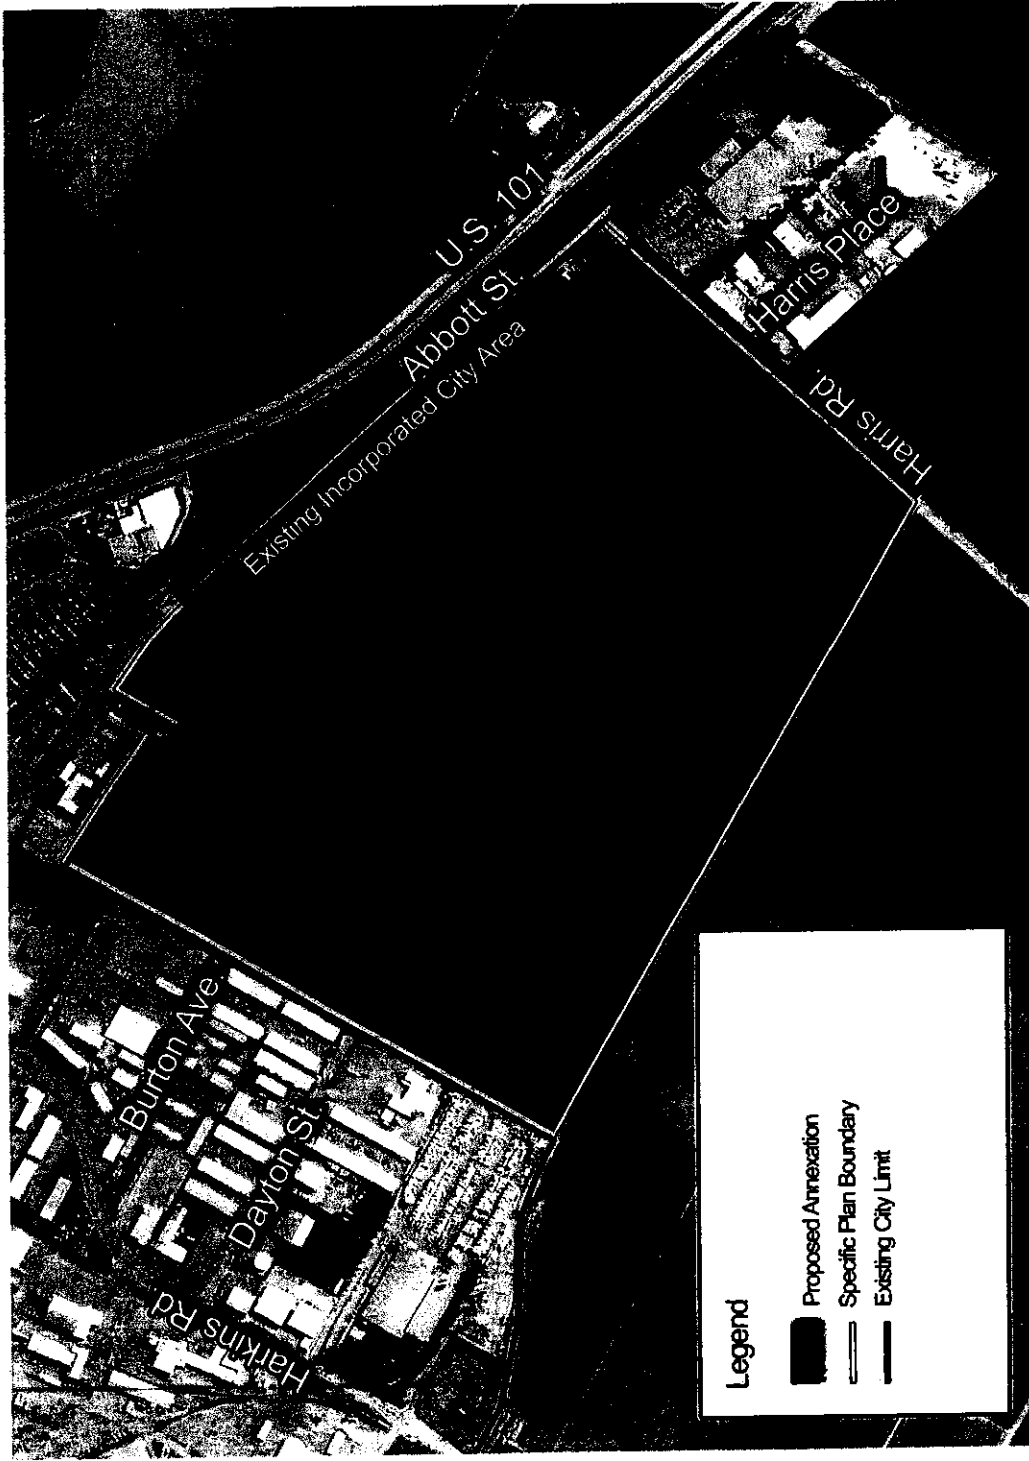 U.S. 101
Abbott St.
Existing Incorporated City Area
Harris Place
Harris Rd.
Burton Ave.
Dayton St.
Harkins Rd
Legend
Proposed Annexation
Specific Plan Boundary
Existing City Limit